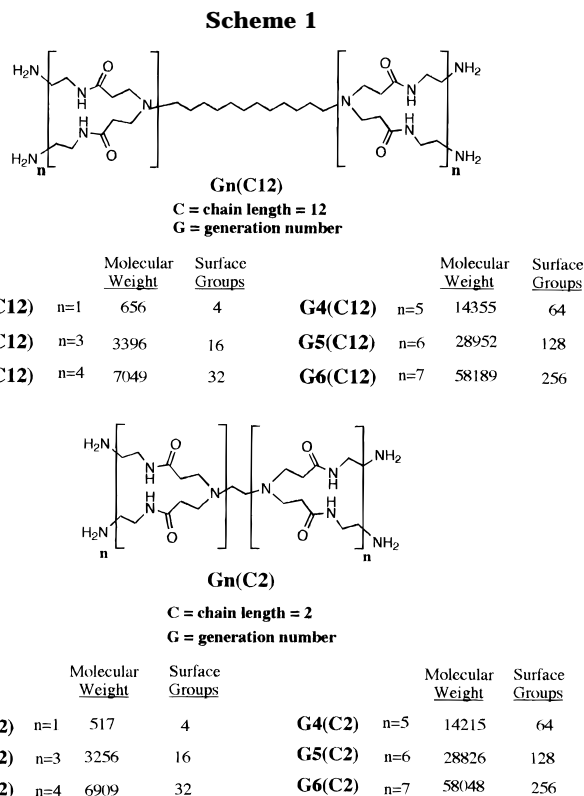 Scheme 1
H₂N O O NH₂
N H N H N N
H N H N
H₂N n O O n NH₂
Gn(C12)
C = chain length = 12
G = generation number
Molecular Weight Surface Groups Molecular Weight Surface Groups
C12) n=1 656 4 G4(C12) n=5 14355 64
C12) n=3 3396 16 G5(C12) n=6 28952 128
C12) n=4 7049 32 G6(C12) n=7 58189 256
H₂N O O NH₂
N H N H N N
H N H N
H₂N n O O n NH₂
Gn(C2)
C = chain length = 2
G = generation number
Molecular Weight Surface Groups Molecular Weight Surface Groups
2) n=1 517 4 G4(C2) n=5 14215 64
2) n=3 3256 16 G5(C2) n=6 28826 128
2) n=4 6909 32 G6(C2) n=7 58048 256